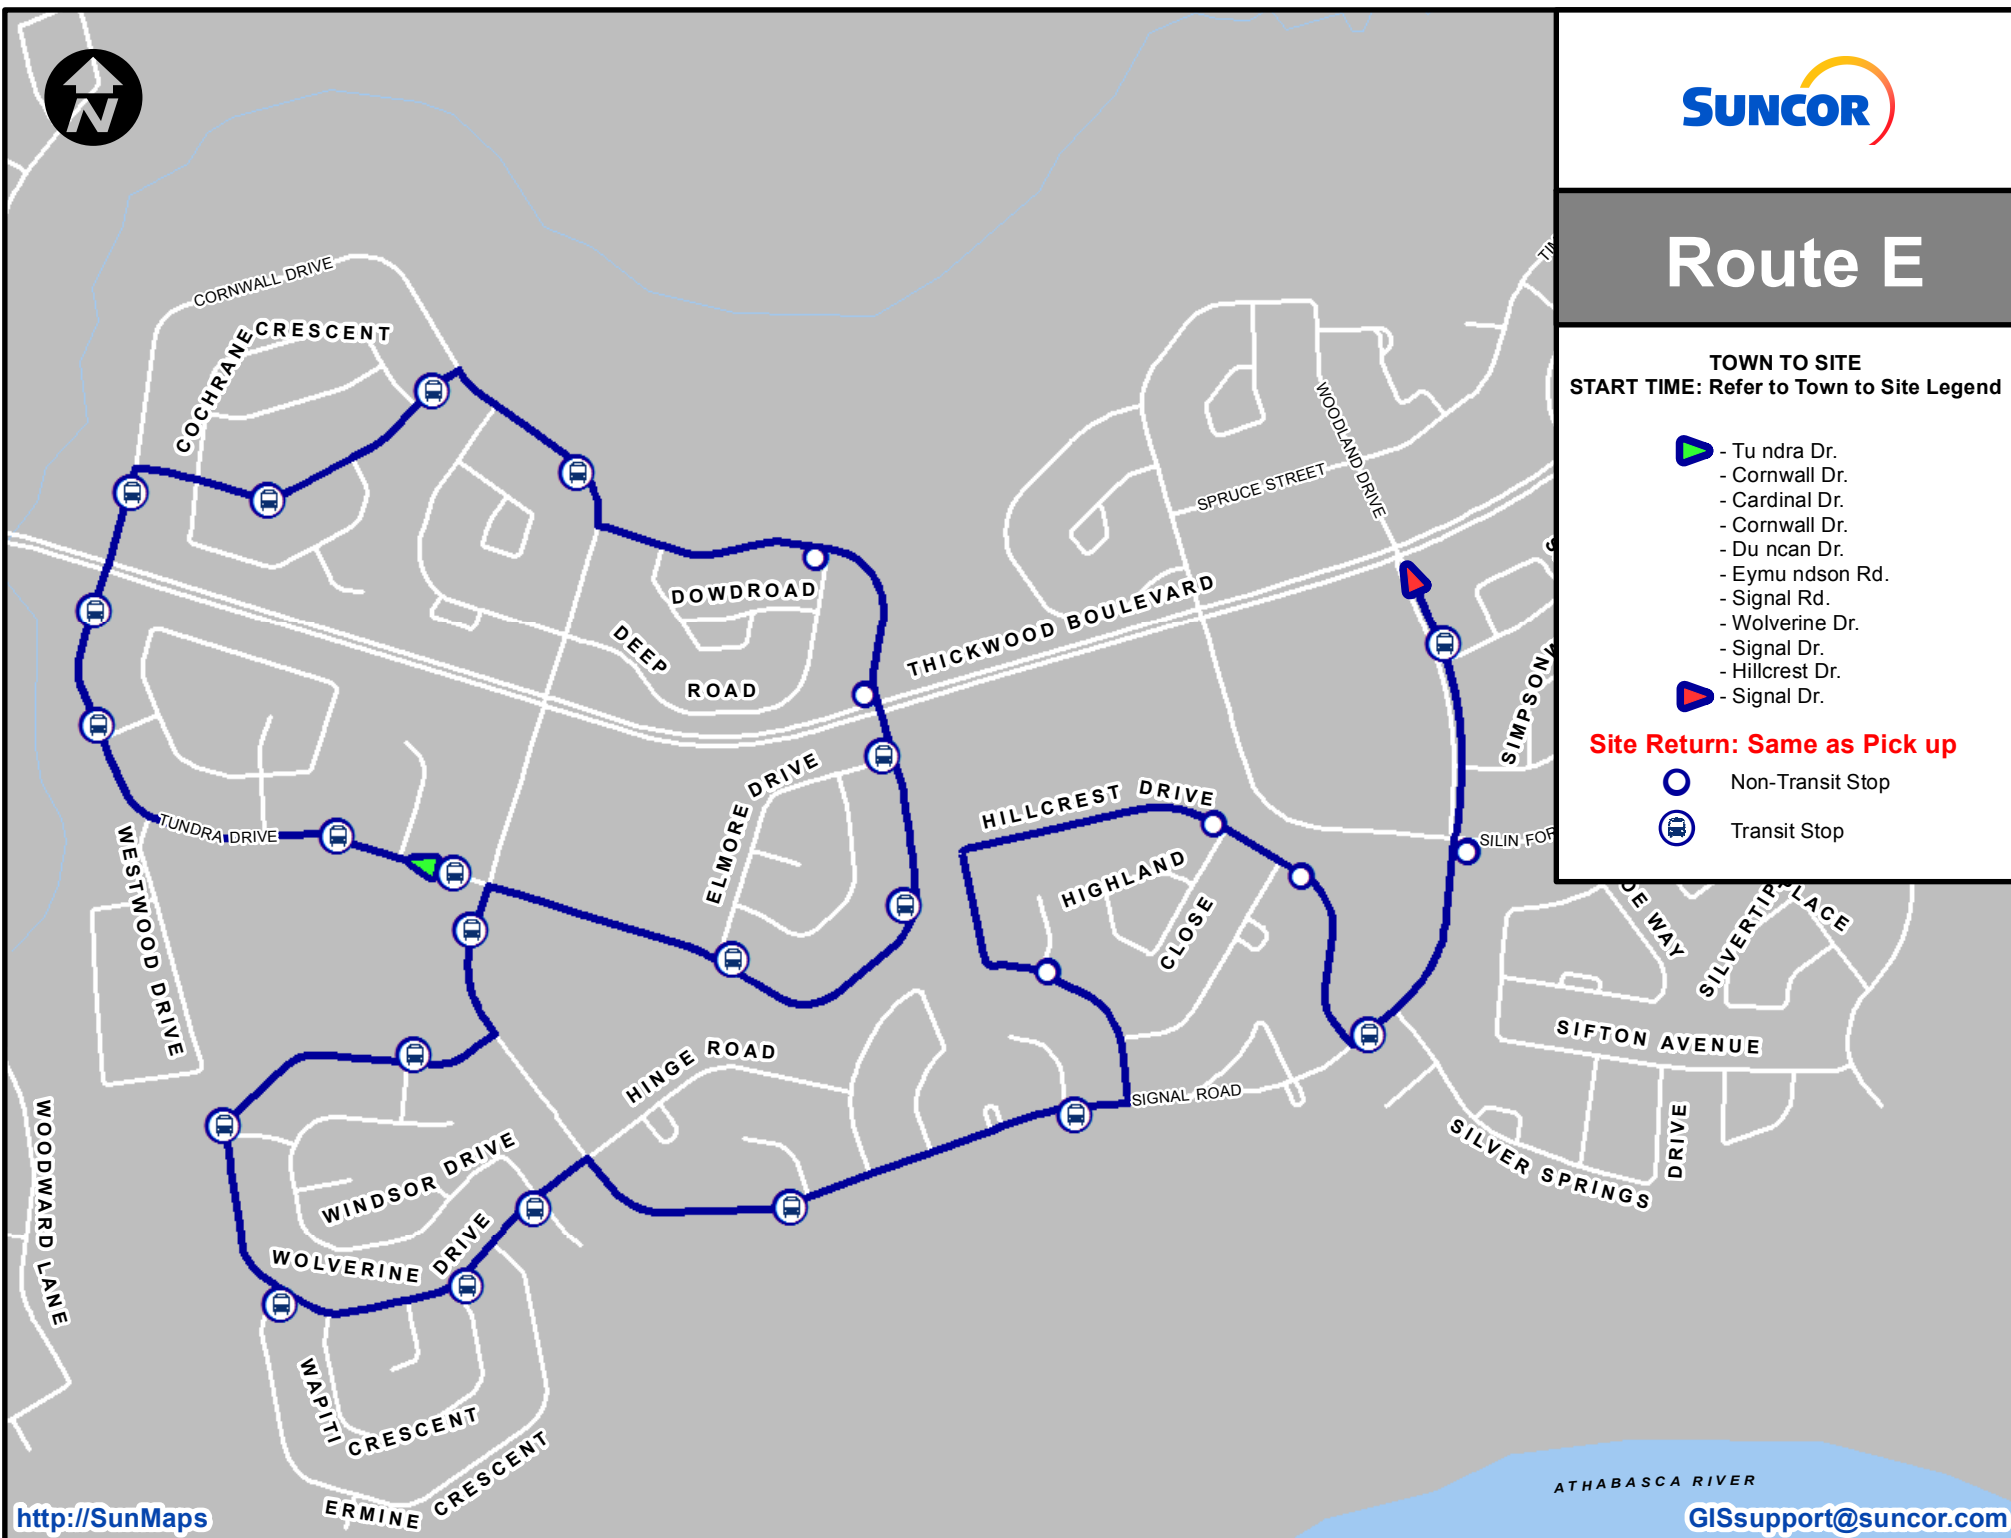 N
SUNCOR
Route E
TOWN TO SITE
START TIME: Refer to Town to Site Legend
- Tu ndra Dr.
- Cornwall Dr.
- Cardinal Dr.
- Cornwall Dr.
- Du ncan Dr.
- Eymu ndson Rd.
- Signal Rd.
- Wolverine Dr.
- Signal Dr.
- Hillcrest Dr.
- Signal Dr.
Site Return: Same as Pick up
Non-Transit Stop
Transit Stop
CORNWALL DRIVE
COCHRANE CRESCENT
WOODLAND DRIVE
SPRUCE STREET
DOWDROAD
DEEP ROAD
THICKWOOD BOULEVARD
SIMPSON
ELMORE DRIVE
HILLCREST DRIVE
TUNDRA DRIVE
SILIN FOR
WESTWOOD DRIVE
HIGHLAND CLOSE
OE WAY
SILVERTIP
LACE
SIFTON AVENUE
HINGE ROAD
SIGNAL ROAD
SILVER SPRINGS DRIVE
WOODWARD LANE
WINDSOR DRIVE
WOLVERINE DRIVE
WAPITI CRESCENT
ERMINE CRESCENT
ATHABASCA RIVER
http://SunMaps
GISsupport@suncor.com